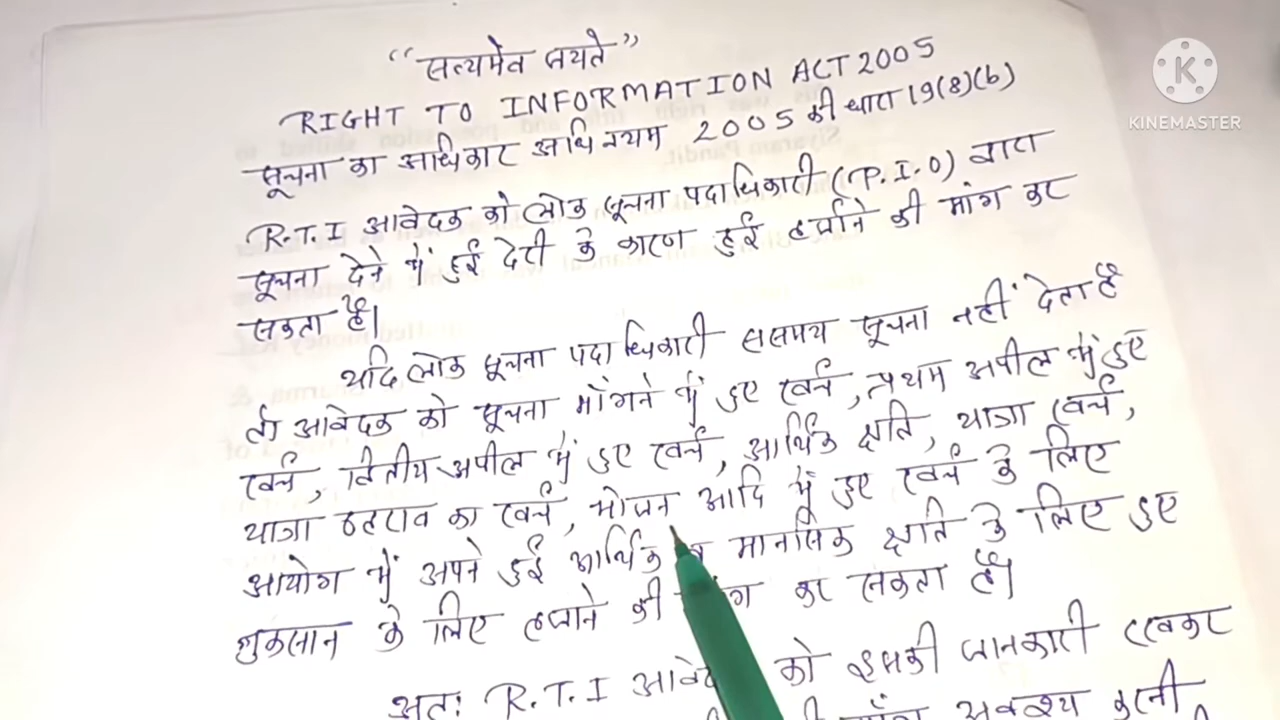 “सत्यमेव जयते”
RIGHT TO INFORMATION ACT 2005
सूचना का अधिकार अधिनियम 2005 की धारा 19(8)(b)
R.T.I आवेदक को लोक सूचना पदाधिकारी (P.I.O) द्वारा
सूचना देने में हुई देरी के कारण हुई हर्जाने की मांग कर
सकता है।
यदि लोक सूचना पदाधिकारी ससमय सूचना नहीं देता है
तो आवेदक को सूचना, माँगने में हुए खर्च, प्रथम अपील में हुए
खर्च, द्वितीय अपील में हुए खर्च, आर्थिक क्षति, यात्रा खर्च,
यात्रा ठहराव का खर्च, भोजन आदि में हुए खर्च के लिए
आयोग में अपने हुई आर्थिक व मानसिक क्षति के लिए हुए
नुकसान के लिए हर्जाने की कर सकता है।
अतः R.T.I को इसकी जानकारी रखकर
माँग अवश्य करनी
KINEMASTER